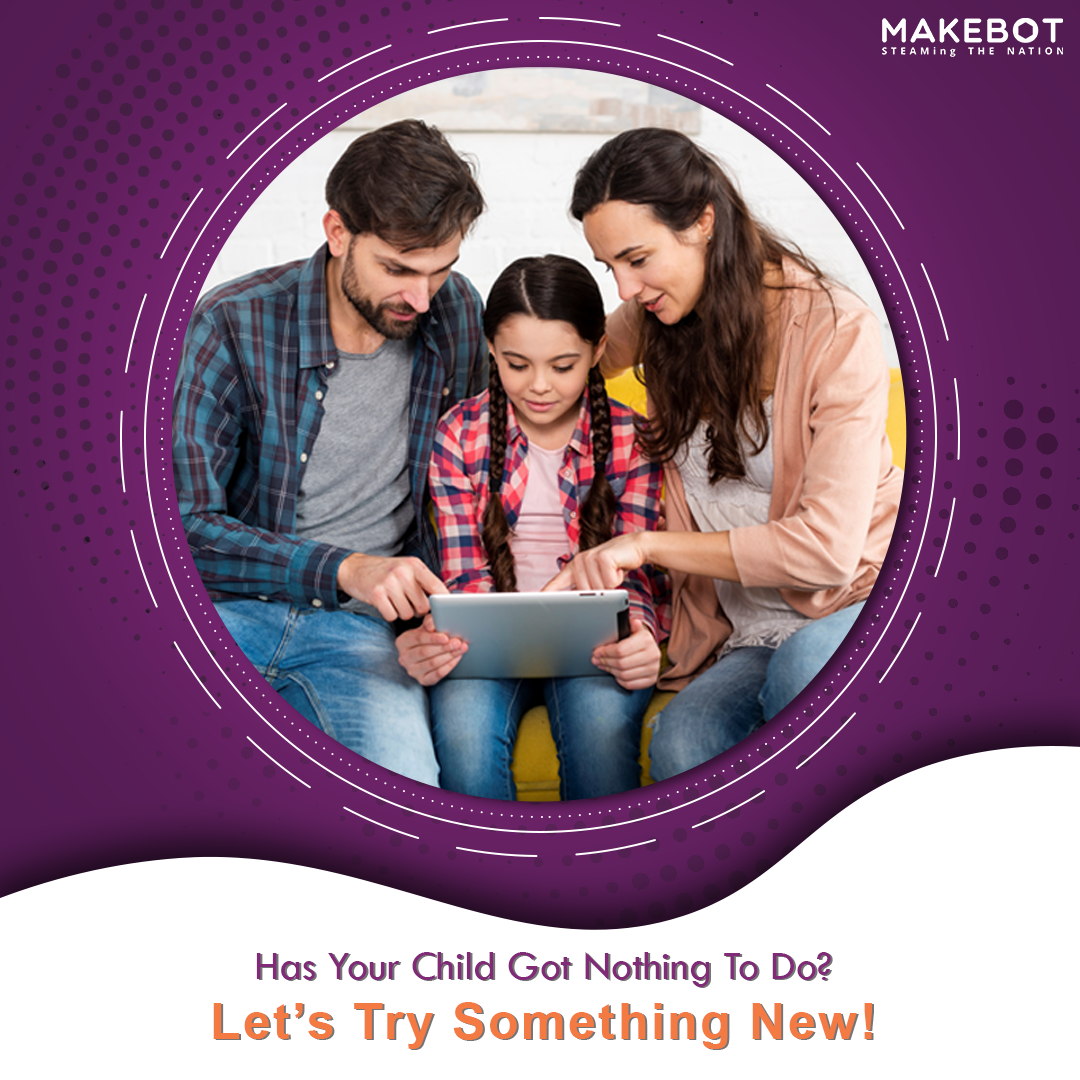 MAKEBOT
STEAMing THE NATION
Has Your Child Got Nothing To Do?
Let's Try Something New!